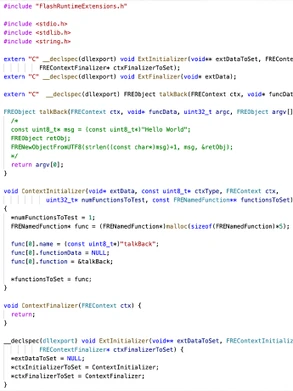 #include "FlashRuntimeExtensions.h"
#include <stdio.h>
#include <stdlib.h>
#include <string.h>
extern "C" __declspec(dllexport) void ExtInitializer(void** extDataToSet, FREConte
FREContextFinalizer* ctxFinalizerToSet);
extern "C" __declspec(dllexport) void ExtFinalizer(void* extData);
extern "C" __declspec(dllexport) FREObject talkBack(FREContext ctx, void* funcDat
FREObject talkBack(FREContext ctx, void* funcData, uint32_t argc, FREObject argv[]
/*
const uint8_t* msg = (const uint8_t*)"Hello World";
FREObject retObj;
FRENewObjectFromUTF8(strlen((const char*)msg)+1, msg, &retObj);
*/
return argv[0];
}
void ContextInitializer(void* extData, const uint8_t* ctxType, FREContext ctx,
uint32_t* numFunctionsToTest, const FRENamedFunction** functionsToSet)
{
*numFunctionsToTest = 1;
FRENamedFunction* func = (FRENamedFunction*)malloc(sizeof(FRENamedFunction)*5);
func[0].name = (const uint8_t*)"talkBack";
func[0].functionData = NULL;
func[0].function = &talkBack;
*functionsToSet = func;
}
void ContextFinalizer(FREContext ctx) {
return;
}
__declspec(dllexport) void ExtInitializer(void** extDataToSet, FREContextInitializ
FREContextFinalizer* ctxFinalizerToSet) {
*extDataToSet = NULL;
*ctxInitializerToSet = ContextInitializer;
*ctxFinalizerToSet = ContextFinalizer;
}